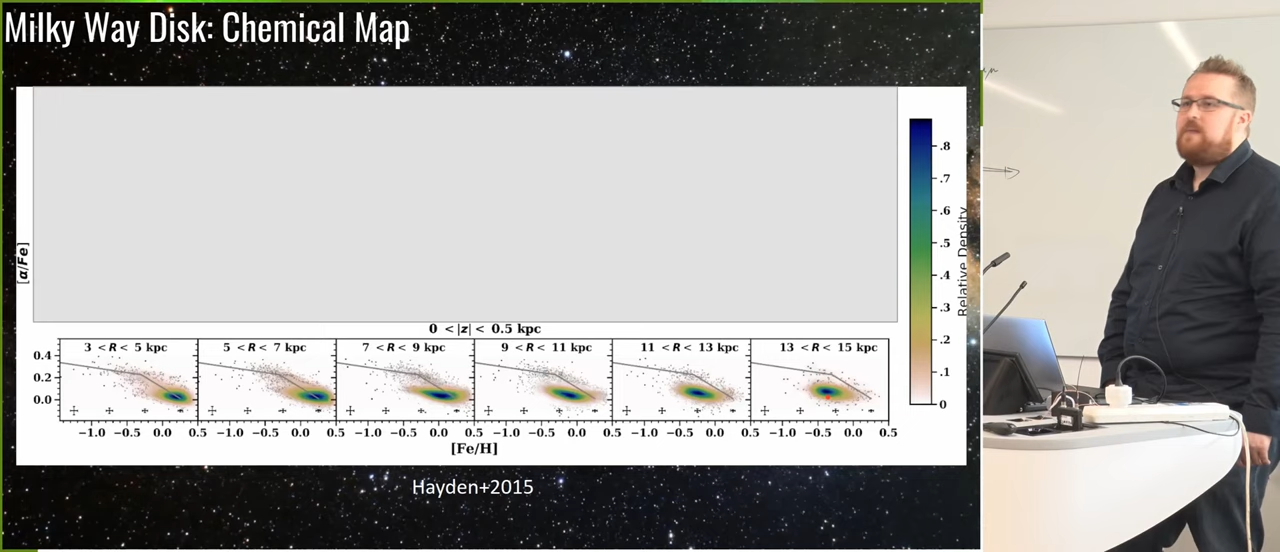 Milky Way Disk: Chemical Map
[α/Fe]
0 < |z| < 0.5 kpc
3 < R < 5 kpc
5 < R < 7 kpc
7 < R < 9 kpc
9 < R < 11 kpc
11 < R < 13 kpc
13 < R < 15 kpc
0.4
0.2
0.0
−1.0 −0.5 0.0 0.5 −1.0 −0.5 0.0 0.5 −1.0 −0.5 0.0 0.5 −1.0 −0.5 0.0 0.5 −1.0 −0.5 0.0 0.5 −1.0 −0.5 0.0 0.5
[Fe/H]
.8
.7
.6
.5
.4
.3
.2
.1
0
Relative Density
Hayden+2015